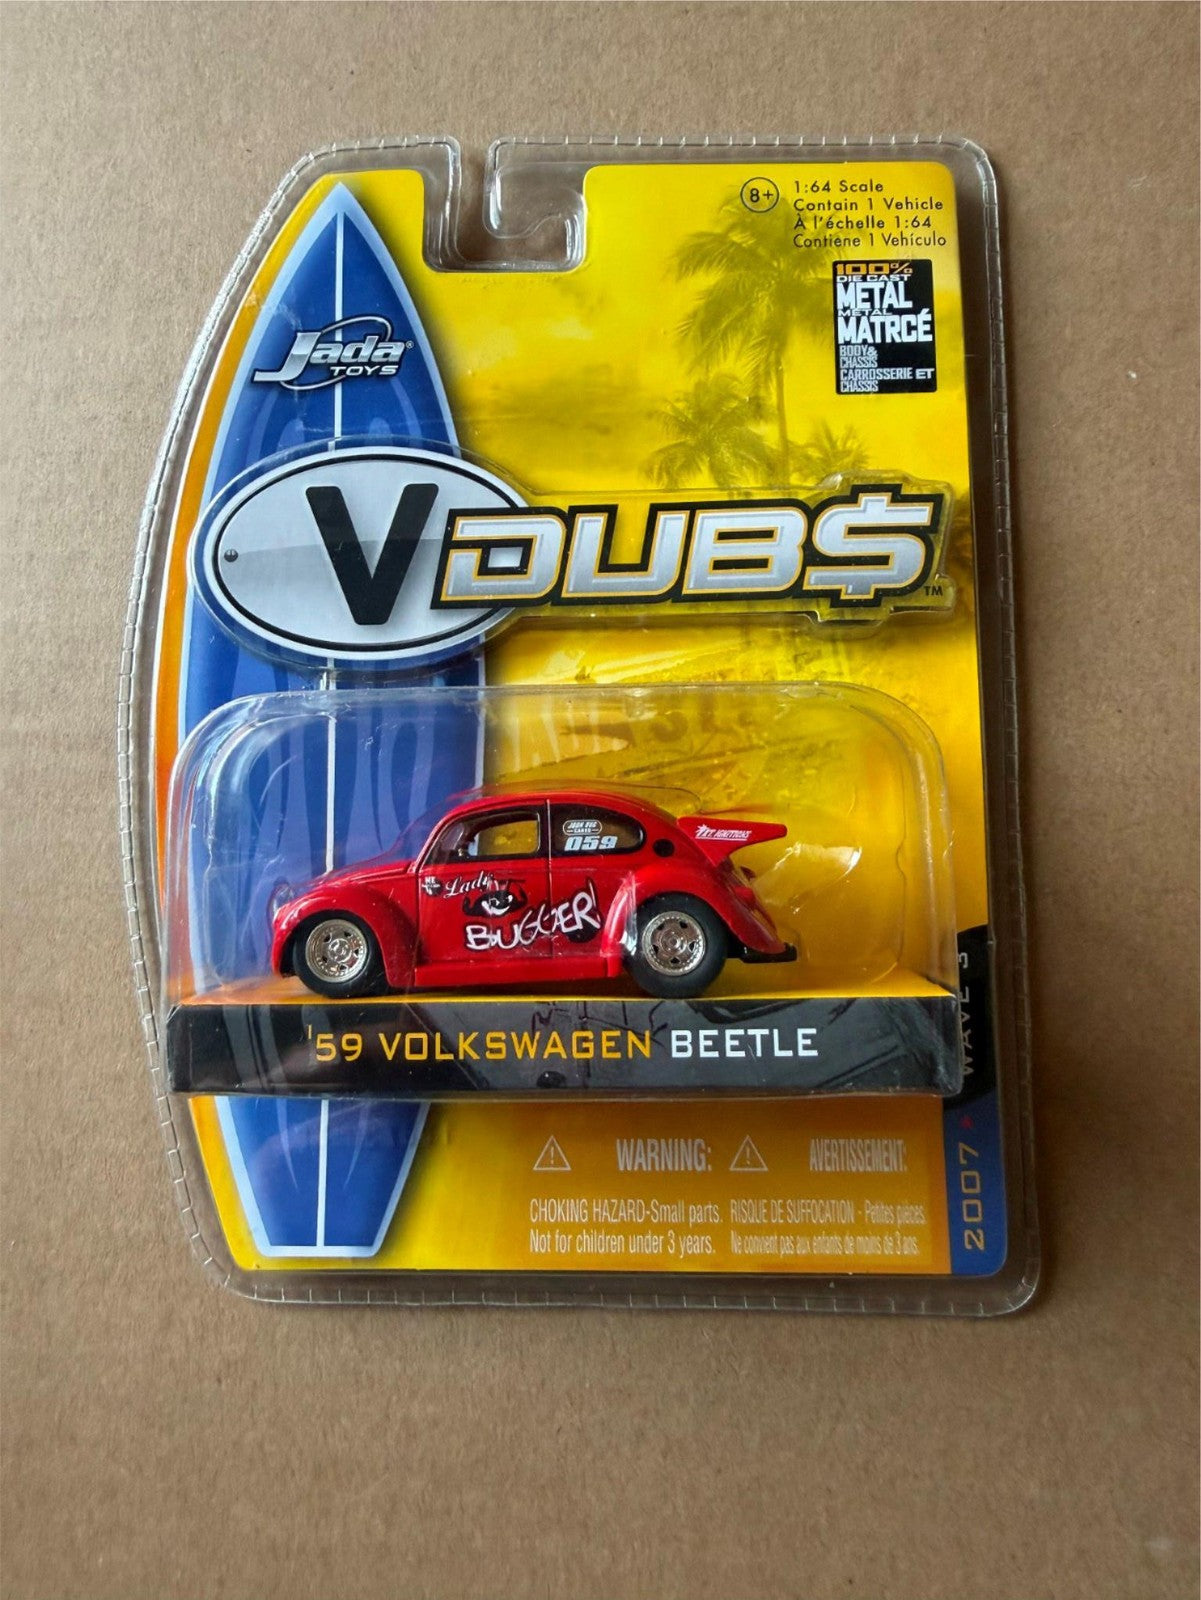 8+
1:64 Scale
Contain 1 Vehicle
À l'échelle 1:64
Contiene 1 Vehículo
100%
DIE CAST
METAL
METAL
MATRCÉ
BODY&
CHASSIS
CARROSSERIE ET
CHÂSSIS
Jada®
TOYS
V DUB$™
059
T. IGNITIONS
Lady
BUGGER!
'59 VOLKSWAGEN BEETLE
WAVE 3
2007
WARNING:
CHOKING HAZARD-Small parts.
Not for children under 3 years.
AVERTISSEMENT:
RISQUE DE SUFFOCATION - Petites pièces.
Ne convient pas aux enfants de moins de 3 ans.